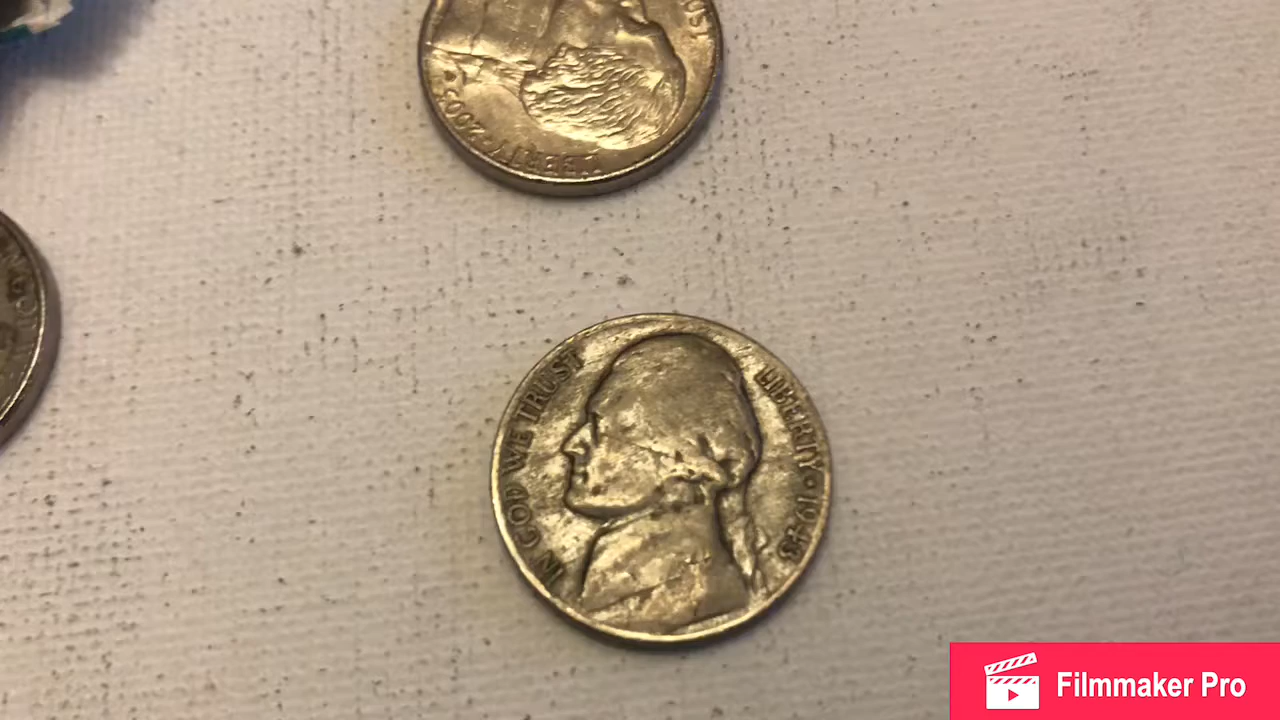 LIBERTY • 2005
IN GOD WE TRUST
LIBERTY • 1943
Filmmaker Pro